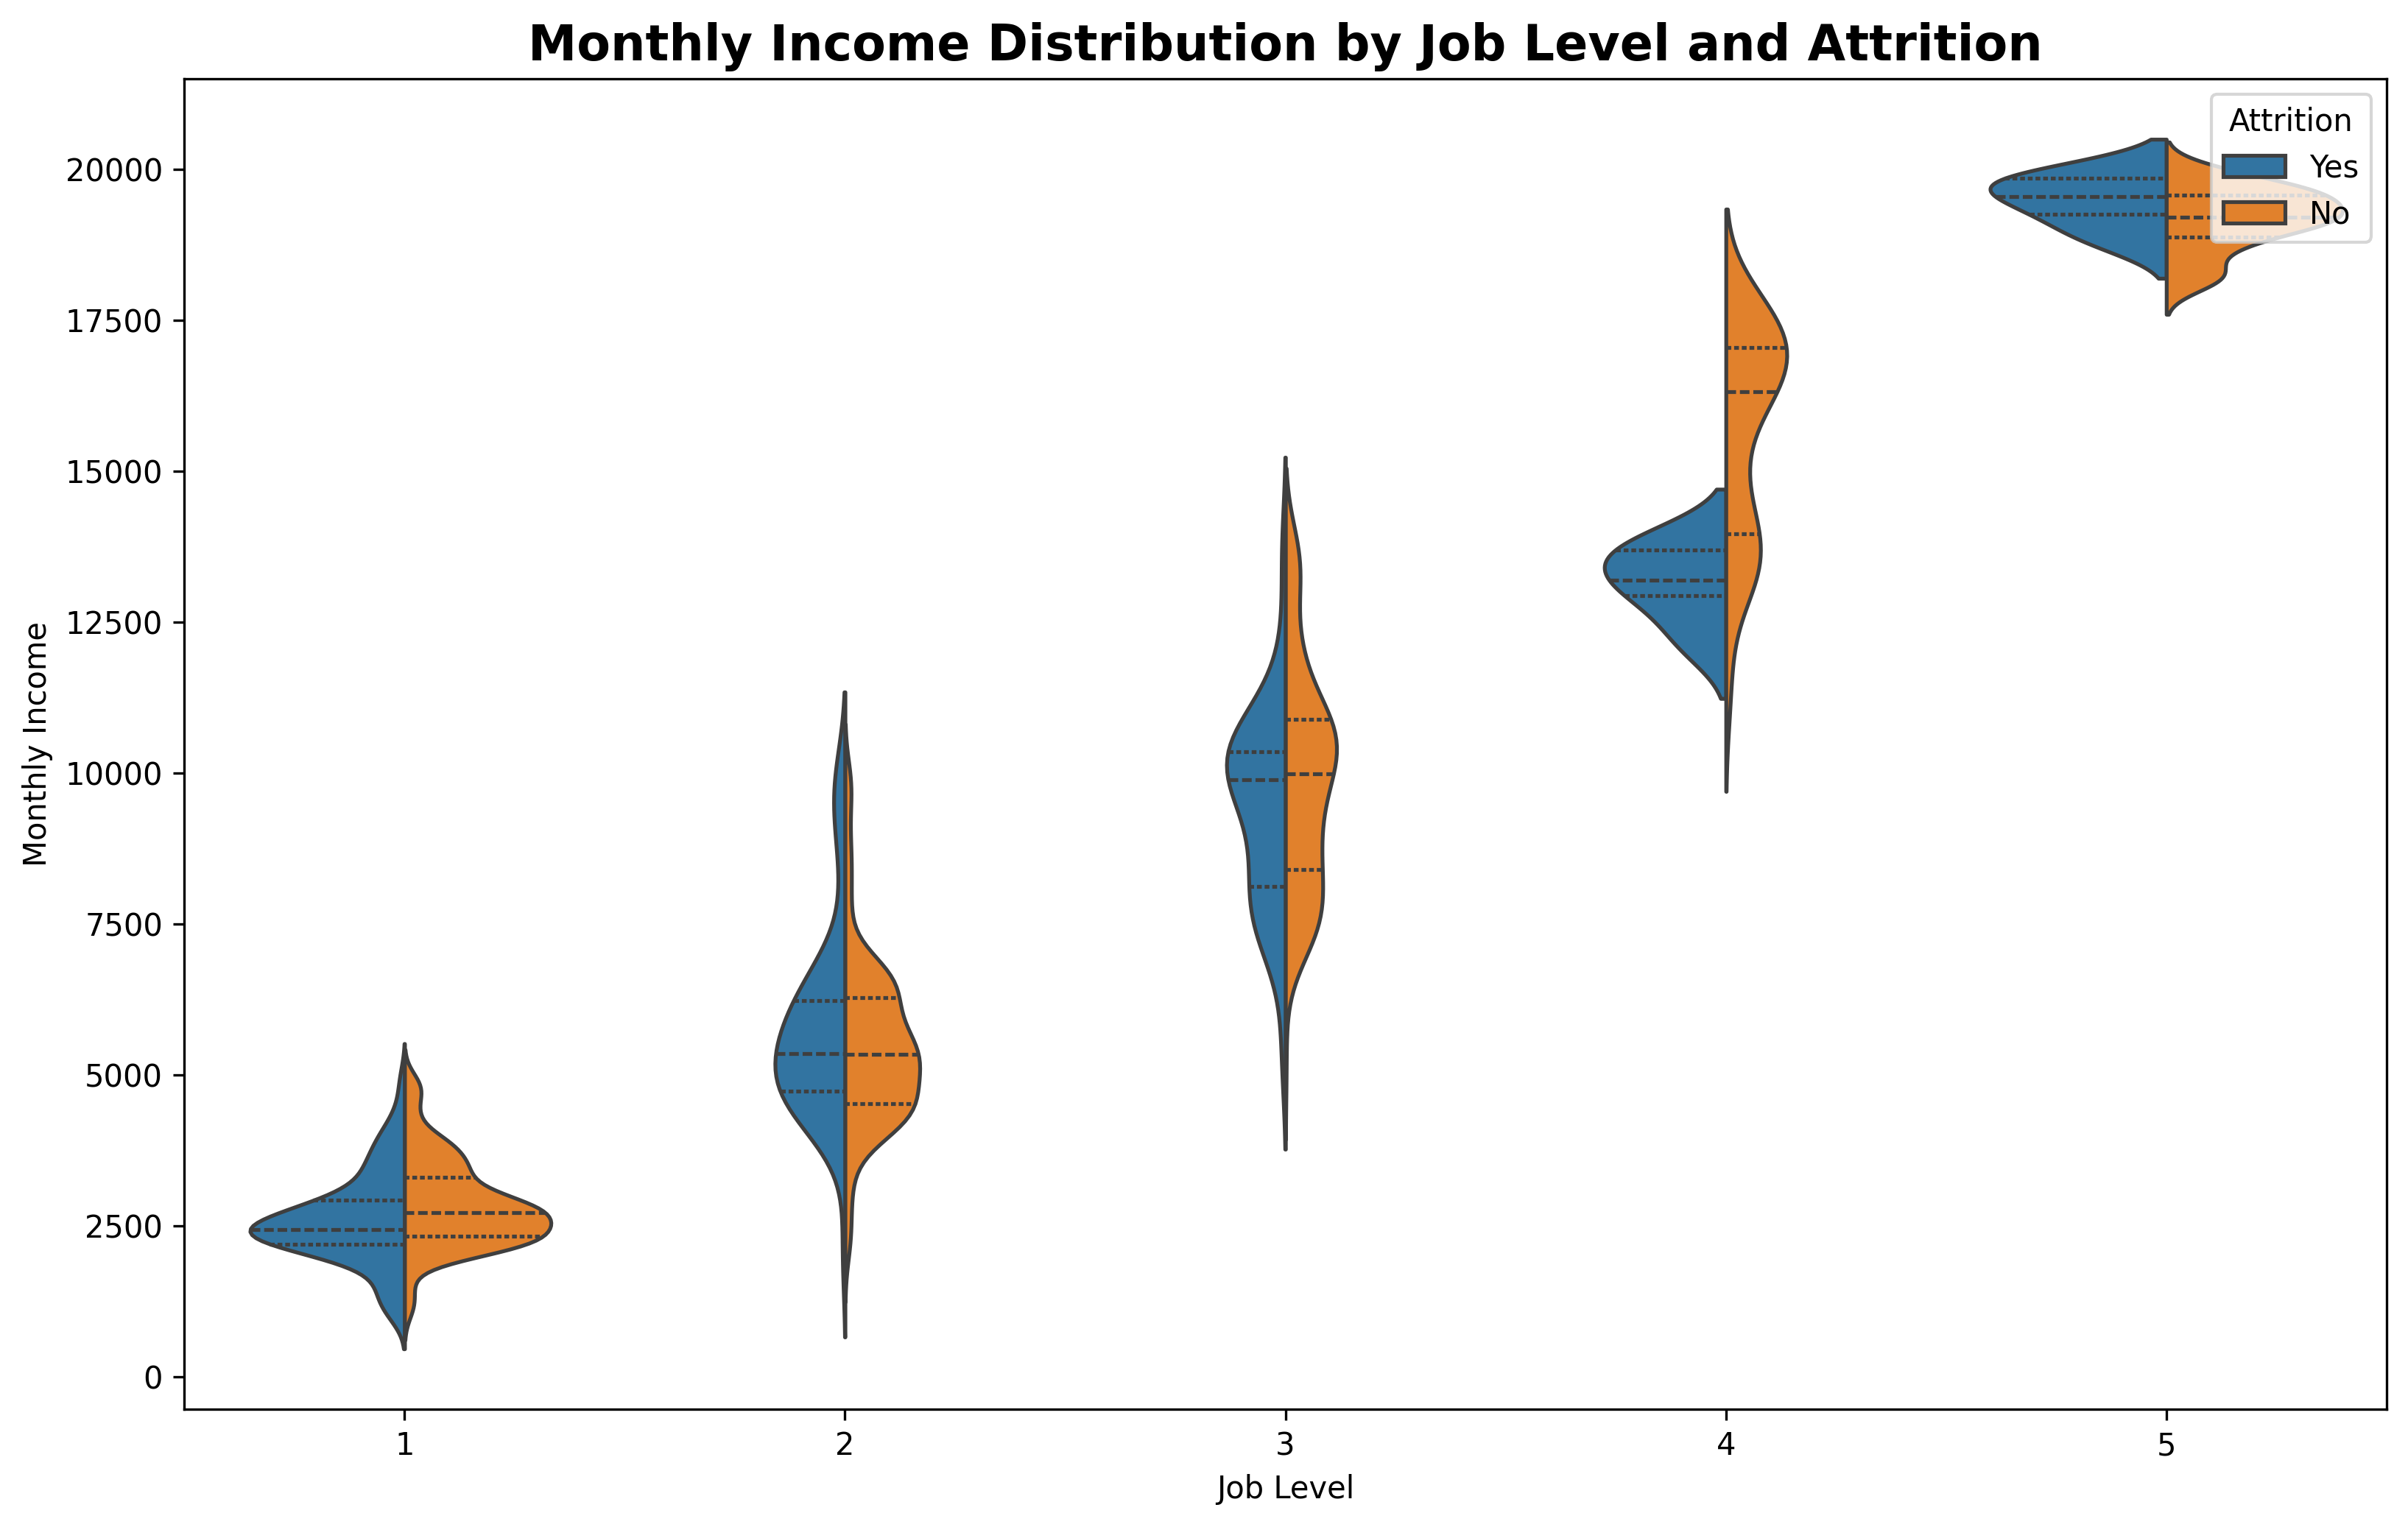 Monthly Income Distribution by Job Level and Attrition
Attrition
Yes
No
20000
17500
15000
12500
10000
7500
5000
2500
0
Monthly Income
1 2 3 4 5
Job Level